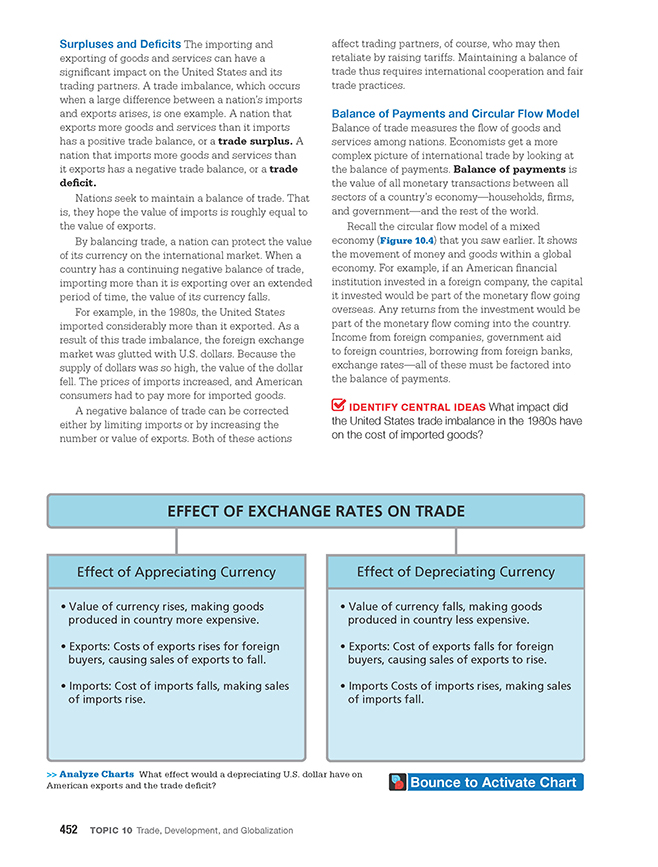 Surpluses and Deficits The importing and
exporting of goods and services can have a
significant impact on the United States and its
trading partners. A trade imbalance, which occurs
when a large difference between a nation's imports
and exports arises, is one example. A nation that
exports more goods and services than it imports
has a positive trade balance, or a trade surplus. A
nation that imports more goods and services than
it exports has a negative trade balance, or a trade
deficit.
Nations seek to maintain a balance of trade. That
is, they hope the value of imports is roughly equal to
the value of exports.
By balancing trade, a nation can protect the value
of its currency on the international market. When a
country has a continuing negative balance of trade,
importing more than it is exporting over an extended
period of time, the value of its currency falls.
For example, in the 1980s, the United States
imported considerably more than it exported. As a
result of this trade imbalance, the foreign exchange
market was glutted with U.S. dollars. Because the
supply of dollars was so high, the value of the dollar
fell. The prices of imports increased, and American
consumers had to pay more for imported goods.
A negative balance of trade can be corrected
either by limiting imports or by increasing the
number or value of exports. Both of these actions
affect trading partners, of course, who may then
retaliate by raising tariffs. Maintaining a balance of
trade thus requires international cooperation and fair
trade practices.
Balance of Payments and Circular Flow Model
Balance of trade measures the flow of goods and
services among nations. Economists get a more
complex picture of international trade by looking at
the balance of payments. Balance of payments is
the value of all monetary transactions between all
sectors of a country's economy—households, firms,
and government—and the rest of the world.
Recall the circular flow model of a mixed
economy (Figure 10.4) that you saw earlier. It shows
the movement of money and goods within a global
economy. For example, if an American financial
institution invested in a foreign company, the capital
it invested would be part of the monetary flow going
overseas. Any returns from the investment would be
part of the monetary flow coming into the country.
Income from foreign companies, government aid
to foreign countries, borrowing from foreign banks,
exchange rates—all of these must be factored into
the balance of payments.
IDENTIFY CENTRAL IDEAS What impact did
the United States trade imbalance in the 1980s have
on the cost of imported goods?
EFFECT OF EXCHANGE RATES ON TRADE
Effect of Appreciating Currency
• Value of currency rises, making goods
produced in country more expensive.
• Exports: Costs of exports rises for foreign
buyers, causing sales of exports to fall.
• Imports: Cost of imports falls, making sales
of imports rise.
Effect of Depreciating Currency
• Value of currency falls, making goods
produced in country less expensive.
• Exports: Cost of exports falls for foreign
buyers, causing sales of exports to rise.
• Imports Costs of imports rises, making sales
of imports fall.
>> Analyze Charts What effect would a depreciating U.S. dollar have on
American exports and the trade deficit?
Bounce to Activate Chart
452 TOPIC 10 Trade, Development, and Globalization